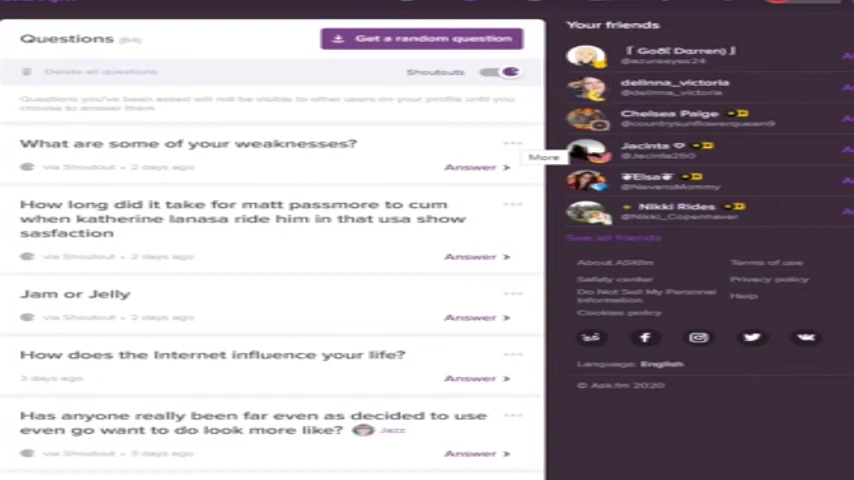 Questions
Get a random question
Delete all questions
Shoutouts
Questions you've been asked will not be visible to other users on your profile until you
choose to answer them
What are some of your weaknesses?
via Shoutout • 2 days ago
Answer
More
How long did it take for matt passmore to cum
when katherine lanasa ride him in that usa show
sasfaction
via Shoutout • 2 days ago
Answer
Jam or Jelly
via Shoutout • 2 days ago
Answer
How does the Internet influence your life?
3 days ago
Answer
Has anyone really been far even as decided to use
even go want to do look more like? Jazz
via Shoutout • 3 days ago
Answer
Your friends
@azureeyes24
delinna_victoria
@delinna_victoria
Chelsea Paige
@countrysunflowerqueen9
Jacinta
@Jacinta250
Elsa
@NevansMommy
Nikki Rides
@Nikki_Copenhaver
See all friends
About ASKfm
Terms of use
Safety center
Privacy policy
Do Not Sell My Personal
Information
Help
Cookies policy
Language: English
© Ask.fm 2020